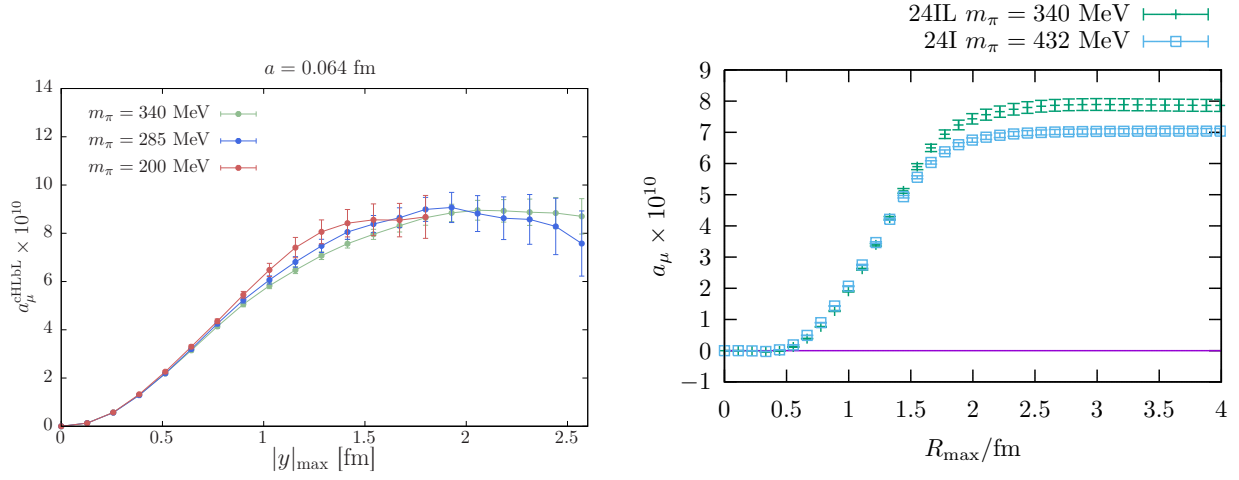 a = 0.064 fm
m_π = 340 MeV
m_π = 285 MeV
m_π = 200 MeV
a_μ^cHLbL × 10^10
14
12
10
8
6
4
2
0
0 0.5 1 1.5 2 2.5
|y|_max [fm]
24IL m_π = 340 MeV
24I m_π = 432 MeV
a_μ × 10^10
9
8
7
6
5
4
3
2
1
0
−1
0 0.5 1 1.5 2 2.5 3 3.5 4
R_max/fm